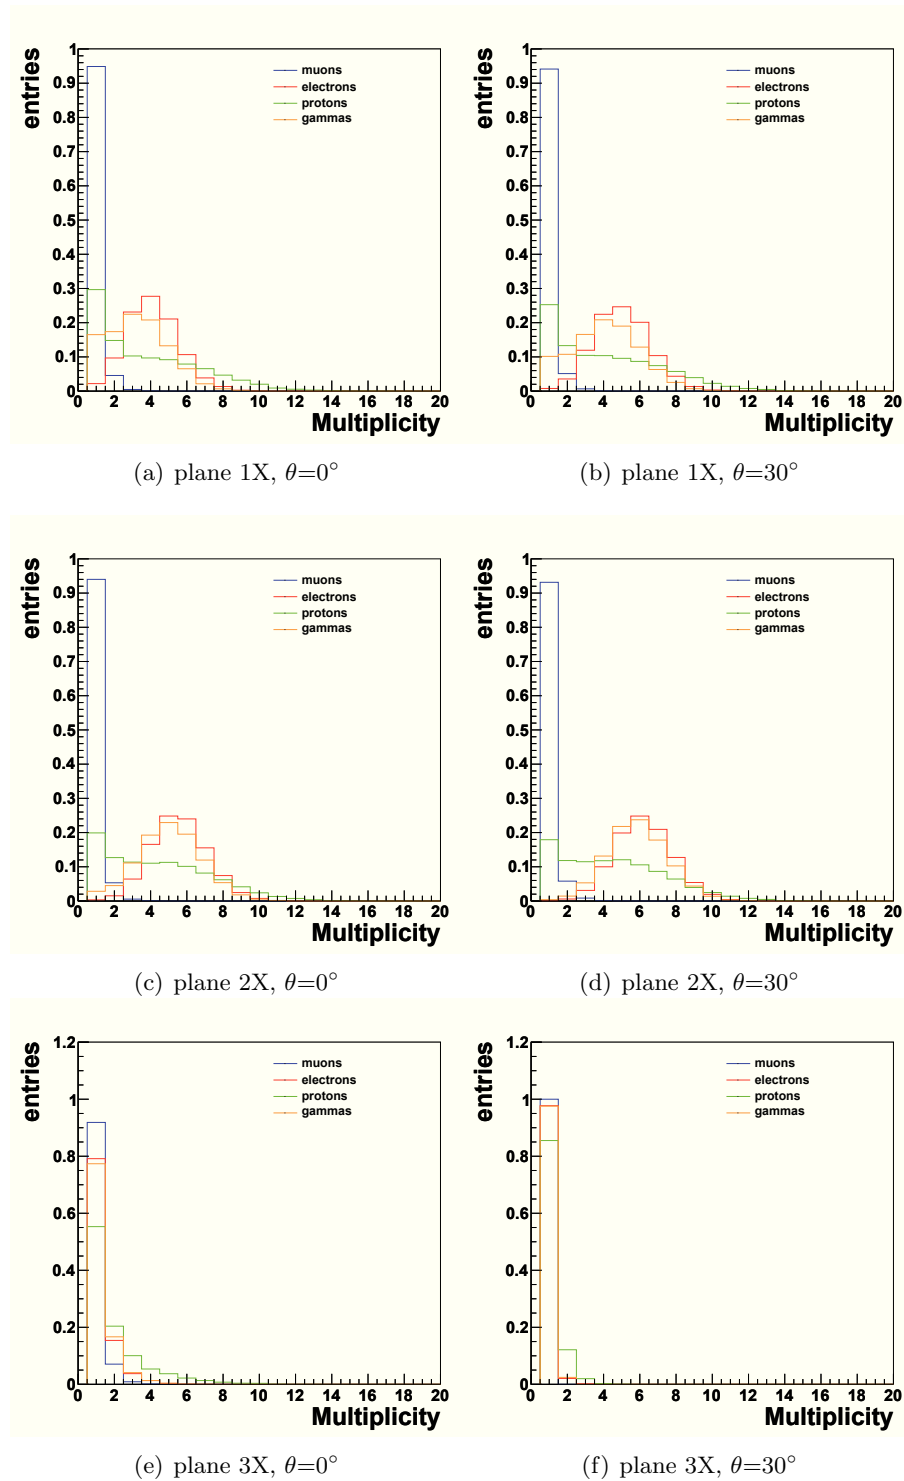 entries
1
0.9
0.8
0.7
0.6
0.5
0.4
0.3
0.2
0.1
0
0 2 4 6 8 10 12 14 16 18 20
Multiplicity
muons
electrons
protons
gammas
(a) plane 1X, θ=0°
entries
1
0.9
0.8
0.7
0.6
0.5
0.4
0.3
0.2
0.1
0
0 2 4 6 8 10 12 14 16 18 20
Multiplicity
muons
electrons
protons
gammas
(b) plane 1X, θ=30°
entries
1
0.9
0.8
0.7
0.6
0.5
0.4
0.3
0.2
0.1
0
0 2 4 6 8 10 12 14 16 18 20
Multiplicity
muons
electrons
protons
gammas
(c) plane 2X, θ=0°
entries
1
0.9
0.8
0.7
0.6
0.5
0.4
0.3
0.2
0.1
0
0 2 4 6 8 10 12 14 16 18 20
Multiplicity
muons
electrons
protons
gammas
(d) plane 2X, θ=30°
entries
1.2
1
0.8
0.6
0.4
0.2
0
0 2 4 6 8 10 12 14 16 18 20
Multiplicity
muons
electrons
protons
gammas
(e) plane 3X, θ=0°
entries
1.2
1
0.8
0.6
0.4
0.2
0
0 2 4 6 8 10 12 14 16 18 20
Multiplicity
muons
electrons
protons
gammas
(f) plane 3X, θ=30°